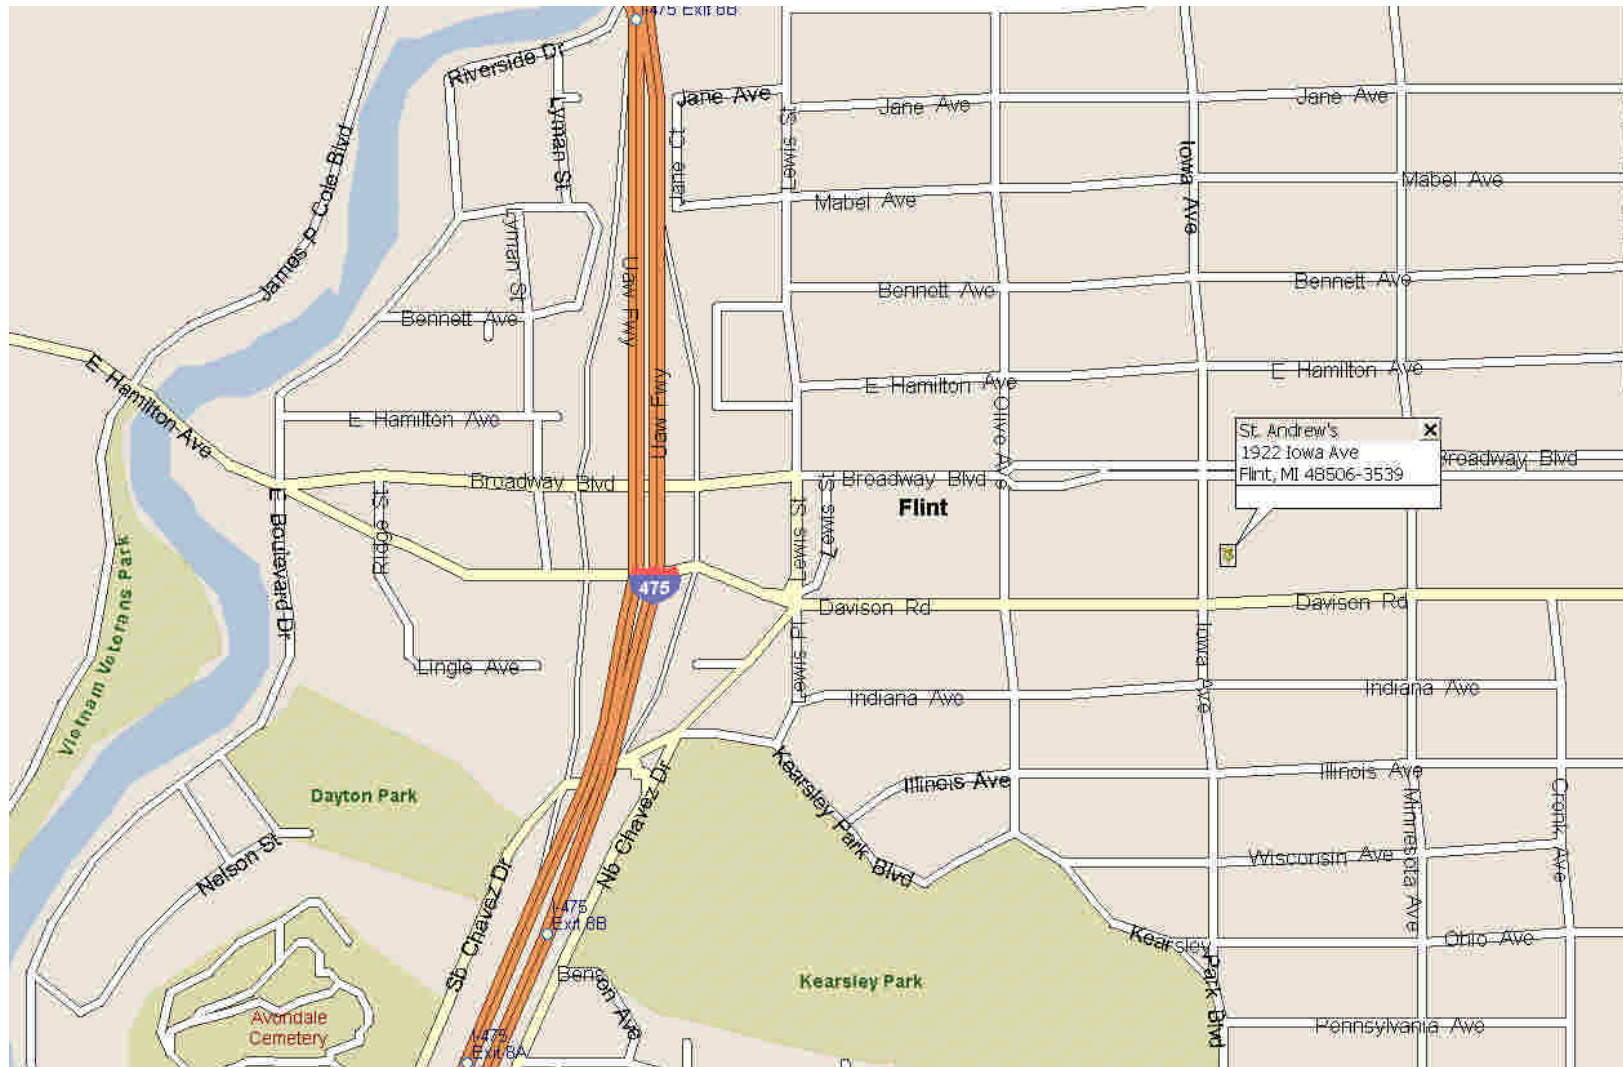 I-475 Exit 8B
Riverside Dr
Lyman St
Jane Ave
Jane Ave
Jane Ave
James P Cole Blvd
Jane Ct
Lewis St
Iowa Ave
Mabel Ave
Mabel Ave
Lyman St
Uaw Fwy
Bennett Ave
Bennett Ave
Bennett Ave
E Hamilton Ave
E Hamilton Ave
E Hamilton Ave
E Hamilton Ave
Uaw Fwy
Olive Ave
St. Andrew's
1922 Iowa Ave
Flint, MI 48506-3539
Broadway Blvd
Broadway Blvd
Broadway Blvd
Flint
Ridge St
E Boulevard Dr
Lewis St
Lewis St
Vietnam Veterans Park
475
Davison Rd
Davison Rd
Lingle Ave
Lewis Pl
Iowa Ave
Indiana Ave
Indiana Ave
Dayton Park
Kearsley Park Blvd
Illinois Ave
Illinois Ave
Nb Chavez Dr
Minnesota Ave
Cronk Ave
Nelson St
Wisconsin Ave
Sb Chavez Dr
I-475
Exit 8B
Kearsley Park Blvd
Ohio Ave
Benson Ave
Kearsley Park
Avondale
Cemetery
I-475
Exit 8A
Pennsylvania Ave